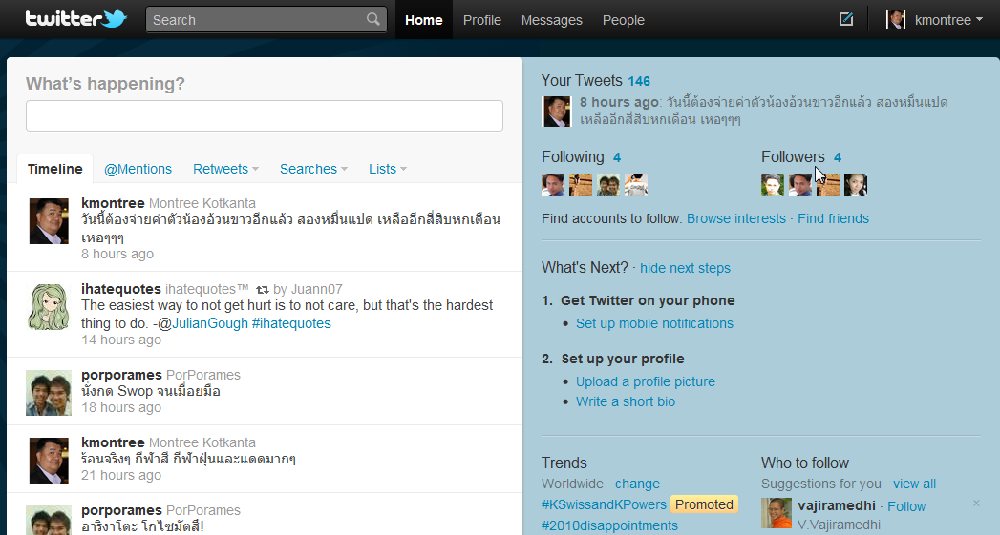 twitter
Search
Home Profile Messages People
kmontree
What's happening?
Timeline @Mentions Retweets Searches Lists
kmontree Montree Kotkanta
วันนี้ต้องจ่ายค่าตัวน้องอ้วนขาวอีกแล้ว สองหมื่นแปด เหลืออีกสี่สิบหกเดือน
เหอๆๆๆ
8 hours ago
ihatequotes ihatequotes™ by Juann07
The easiest way to not get hurt is to not care, but that's the hardest
thing to do. -@JulianGough #ihatequotes
14 hours ago
porporames PorPorames
นั่งกด Swop จนเมื่อยมือ
18 hours ago
kmontree Montree Kotkanta
ร้อนจริงๆ กีฬาสี กีฬาฝุ่นและแดดมากๆ
21 hours ago
porporames PorPorames
อาริงาโตะ โกไซมัตสึ!
Your Tweets 146
8 hours ago: วันนี้ต้องจ่ายค่าตัวน้องอ้วนขาวอีกแล้ว สองหมื่นแปด
เหลืออีกสี่สิบหกเดือน เหอๆๆๆ
Following 4
Followers 4
Find accounts to follow: Browse interests · Find friends
What's Next? · hide next steps
1. Get Twitter on your phone
• Set up mobile notifications
2. Set up your profile
• Upload a profile picture
• Write a short bio
Trends
Worldwide · change
#KSwissandKPowers Promoted
#2010disappointments
Who to follow
Suggestions for you · view all
vajiramedhi · Follow ×
V.Vajiramedhi